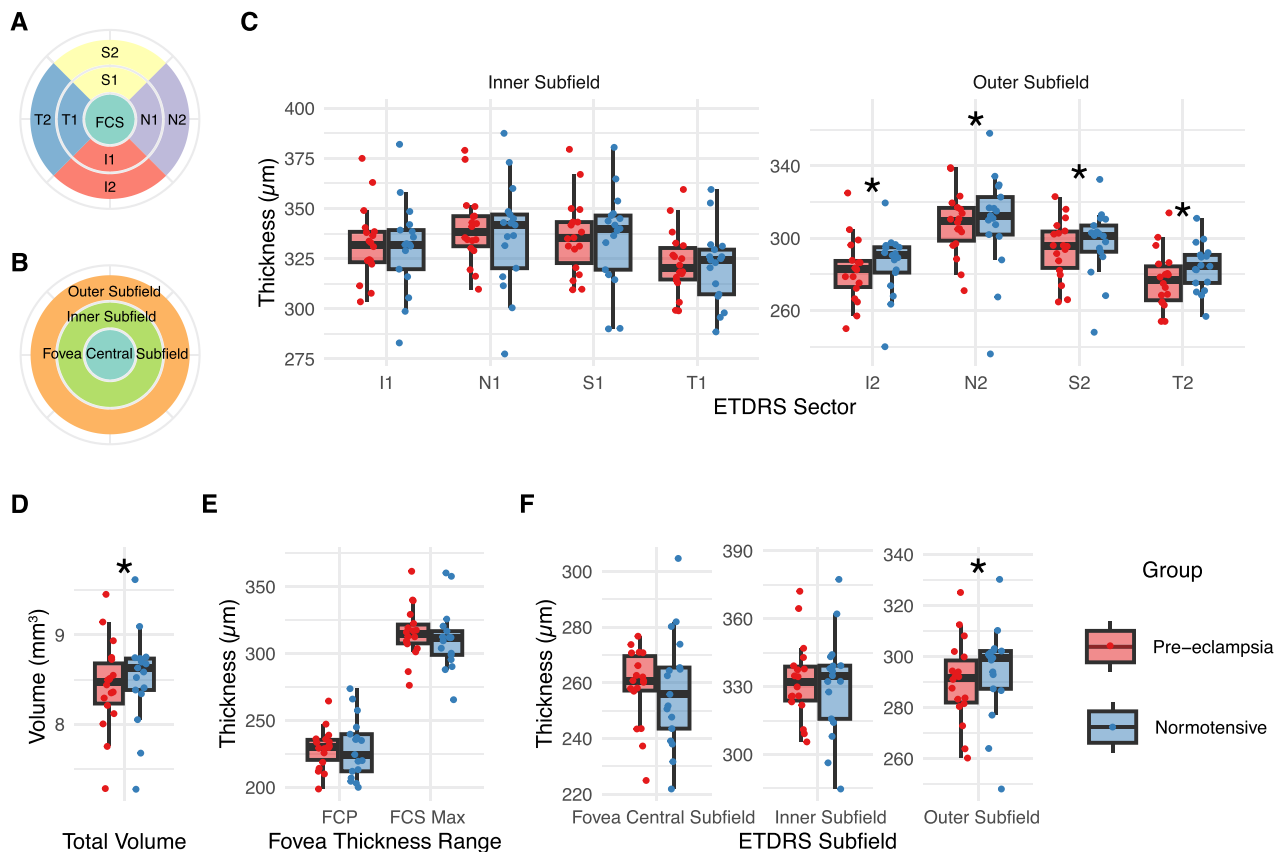 A
S2
S1
T2 T1 FCS N1 N2
I1
I2
B
Outer Subfield
Inner Subfield
Fovea Central Subfield
C
Inner Subfield
Outer Subfield
Thickness (µm)
400
375
350
325
300
275
340
300
260
*
*
*
*
I1 N1 S1 T1
I2 N2 S2 T2
ETDRS Sector
D
Volume (mm³)
9
8
*
Total Volume
E
Thickness (µm)
350
300
250
200
FCP FCS Max
Fovea Thickness Range
F
Thickness (µm)
300
280
260
240
220
390
360
330
300
340
320
300
280
260
*
Fovea Central Subfield Inner Subfield Outer Subfield
ETDRS Subfield
Group
Pre−eclampsia
Normotensive